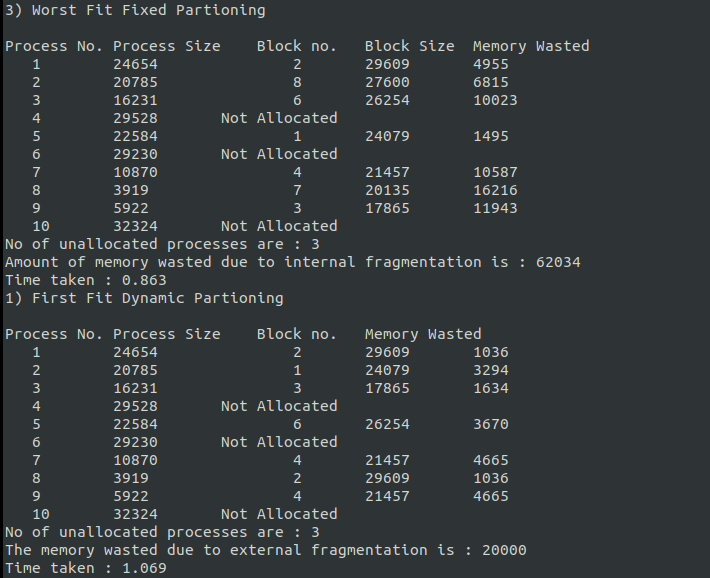 3) Worst Fit Fixed Partioning
Process No. Process Size Block no. Block Size Memory Wasted
1 24654 2 29609 4955
2 20785 8 27600 6815
3 16231 6 26254 10023
4 29528 Not Allocated
5 22584 1 24079 1495
6 29230 Not Allocated
7 10870 4 21457 10587
8 3919 7 20135 16216
9 5922 3 17865 11943
10 32324 Not Allocated
No of unallocated processes are : 3
Amount of memory wasted due to internal fragmentation is : 62034
Time taken : 0.863
1) First Fit Dynamic Partioning
Process No. Process Size Block no. Memory Wasted
1 24654 2 29609 1036
2 20785 1 24079 3294
3 16231 3 17865 1634
4 29528 Not Allocated
5 22584 6 26254 3670
6 29230 Not Allocated
7 10870 4 21457 4665
8 3919 2 29609 1036
9 5922 4 21457 4665
10 32324 Not Allocated
No of unallocated processes are : 3
The memory wasted due to external fragmentation is : 20000
Time taken : 1.069